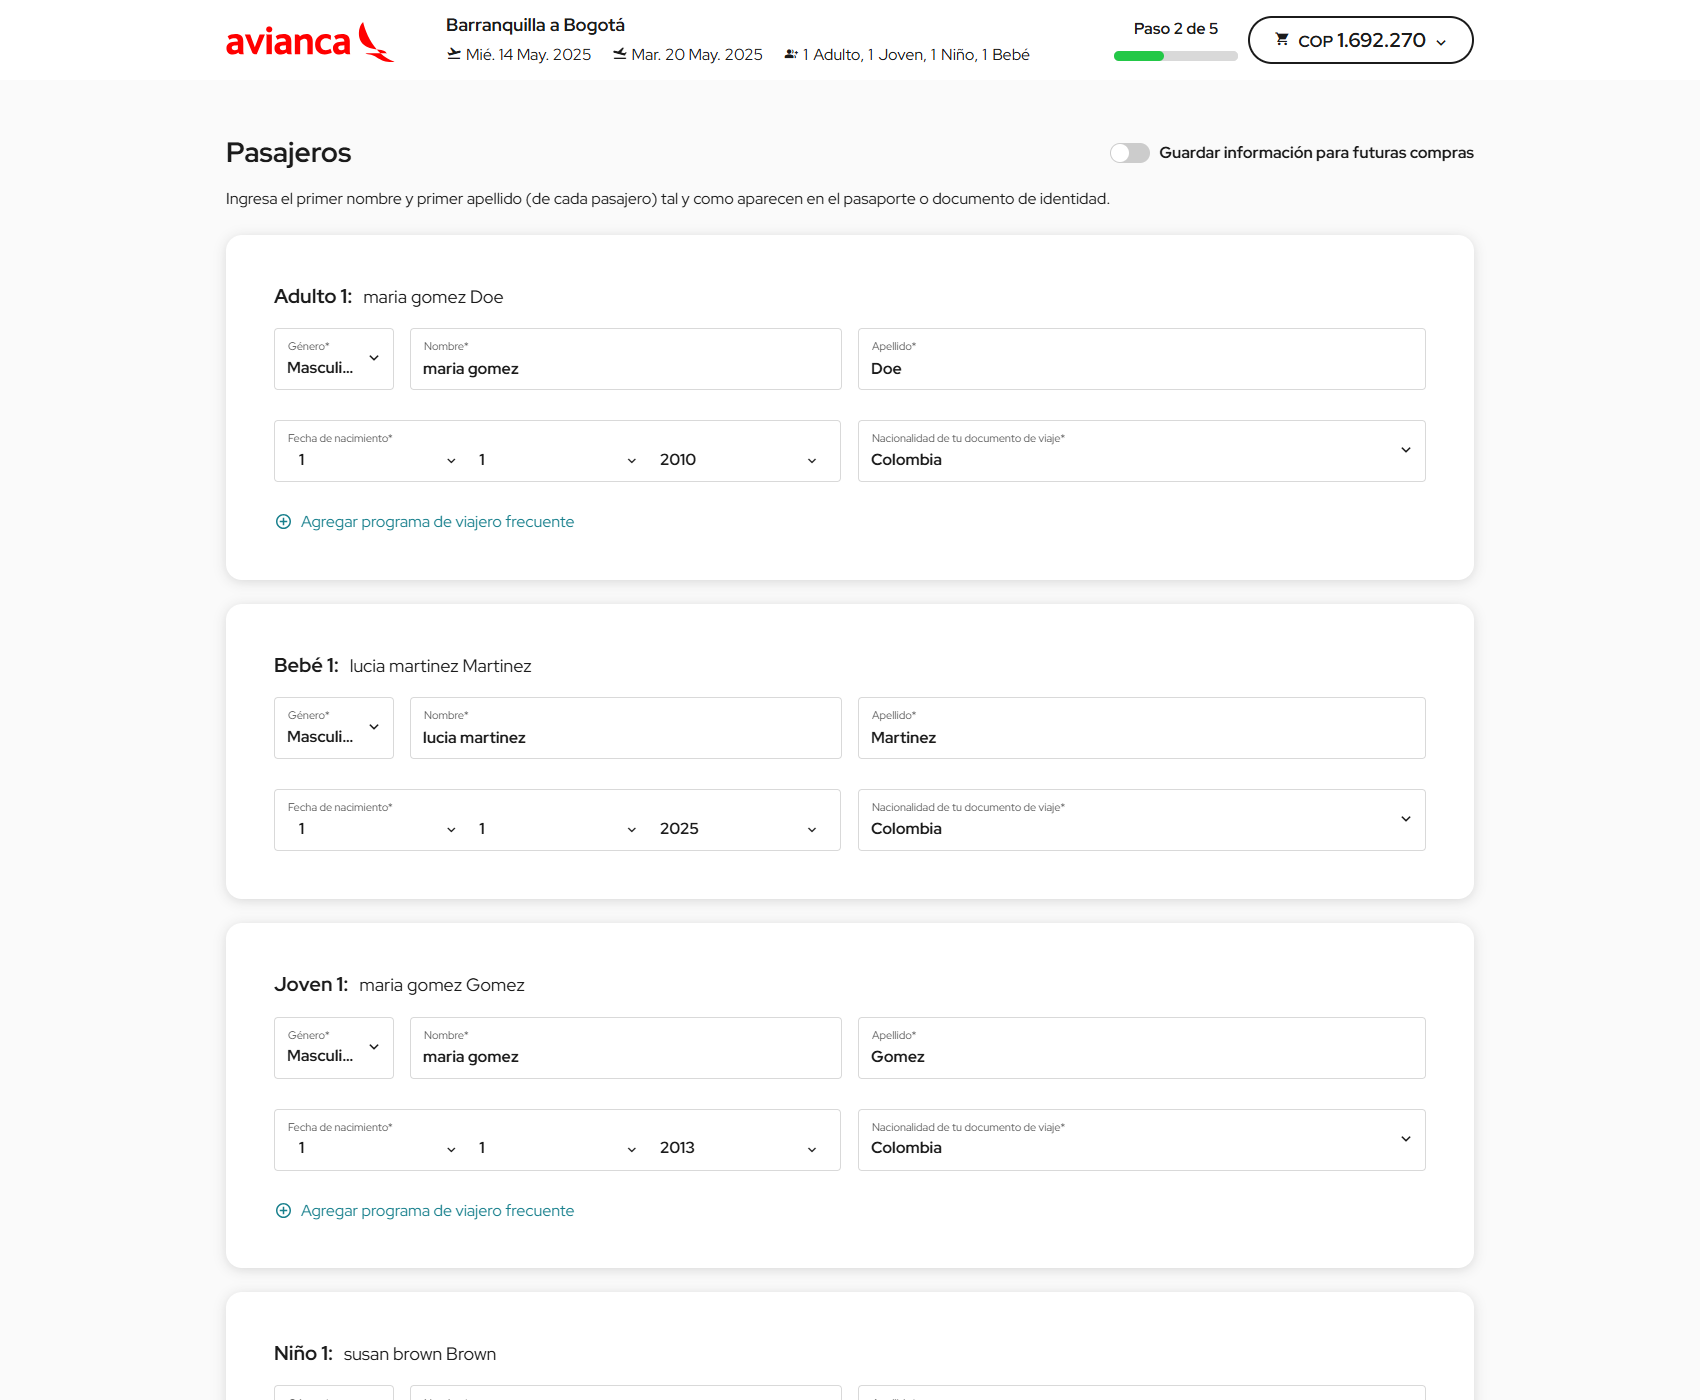 avianca
Barranquilla a Bogotá
Mié. 14 May. 2025 Mar. 20 May. 2025 1 Adulto, 1 Joven, 1 Niño, 1 Bebé
Paso 2 de 5
COP 1.692.270
Pasajeros
Guardar información para futuras compras
Ingresa el primer nombre y primer apellido (de cada pasajero) tal y como aparecen en el pasaporte o documento de identidad.
Adulto 1: maria gomez Doe
Género* Nombre* Apellido*
Masculi... maria gomez Doe
Fecha de nacimiento* Nacionalidad de tu documento de viaje*
1 1 2010 Colombia
Agregar programa de viajero frecuente
Bebé 1: lucia martinez Martinez
Género* Nombre* Apellido*
Masculi... lucia martinez Martinez
Fecha de nacimiento* Nacionalidad de tu documento de viaje*
1 1 2025 Colombia
Joven 1: maria gomez Gomez
Género* Nombre* Apellido*
Masculi... maria gomez Gomez
Fecha de nacimiento* Nacionalidad de tu documento de viaje*
1 1 2013 Colombia
Agregar programa de viajero frecuente
Niño 1: susan brown Brown